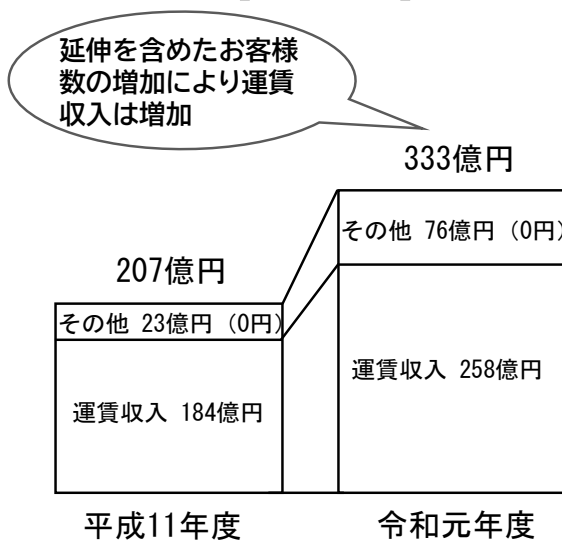 延伸を含めたお客様
数の増加により運賃
収入は増加
333億円
その他 76億円（0円）
207億円
その他 23億円（0円）
運賃収入 258億円
運賃収入 184億円
平成11年度
令和元年度